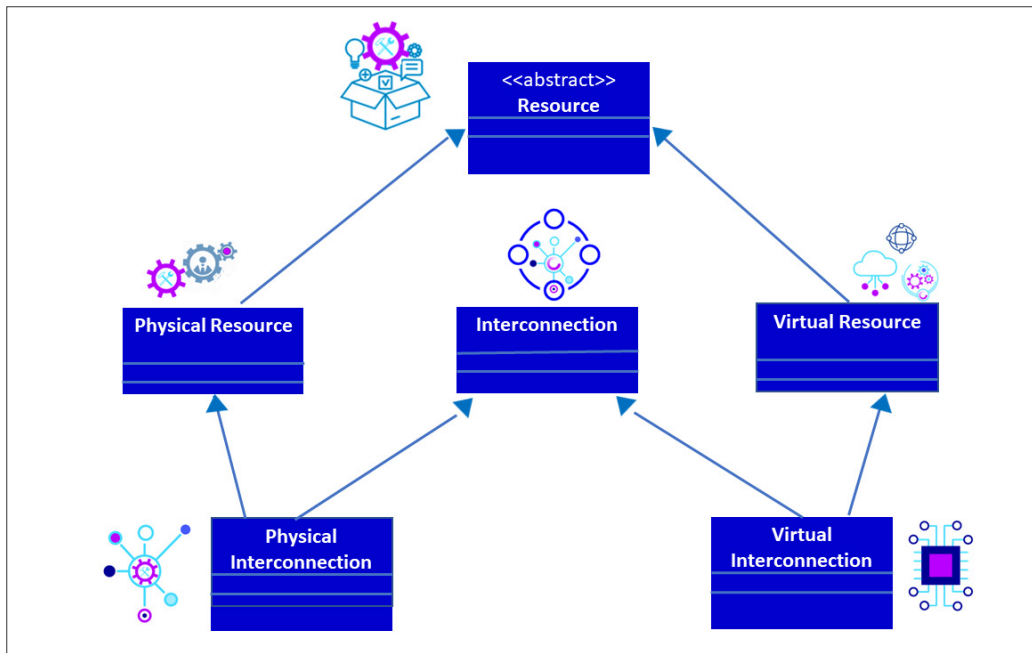 <<abstract>>
Resource
Physical Resource
Interconnection
Virtual Resource
Physical
Interconnection
Virtual
Interconnection